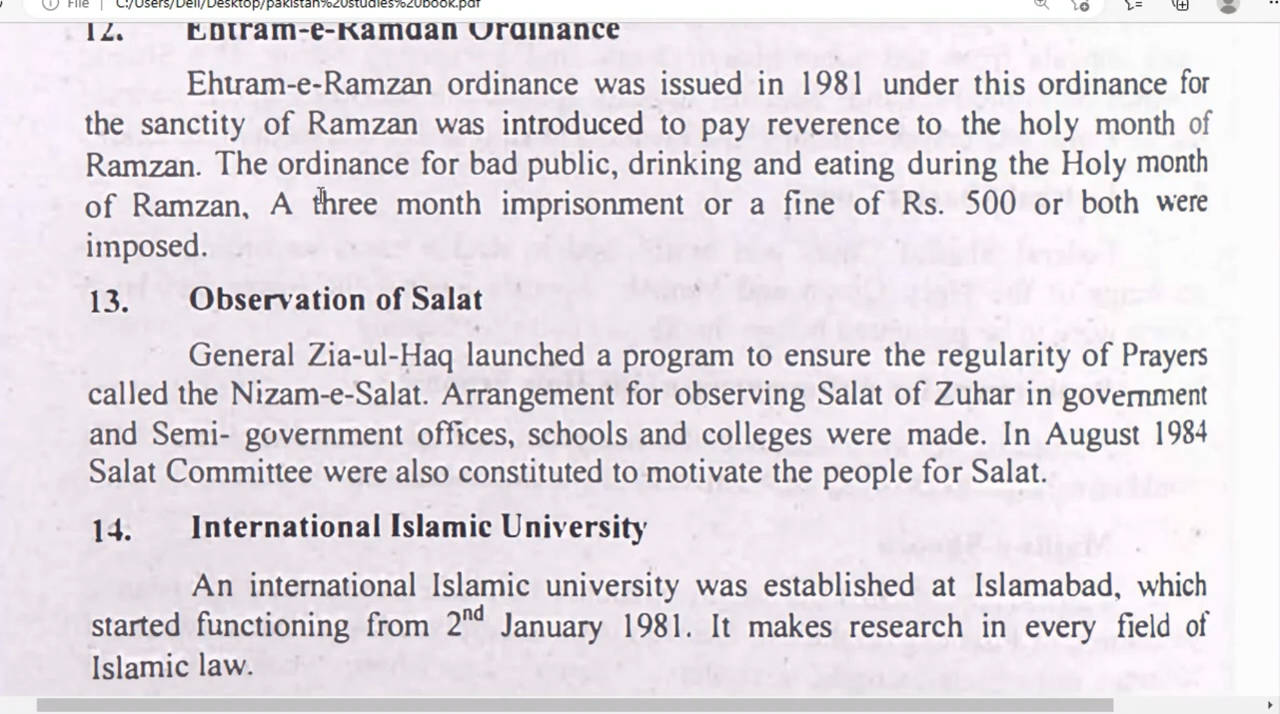 File
C:/Users/Dell/Desktop/pakistan%20studies%20book.pdf
12. Ehtram-e-Ramdan Ordinance
Ehtram-e-Ramzan ordinance was issued in 1981 under this ordinance for
the sanctity of Ramzan was introduced to pay reverence to the holy month of
Ramzan. The ordinance for bad public, drinking and eating during the Holy month
of Ramzan, A three month imprisonment or a fine of Rs. 500 or both were
imposed.
13. Observation of Salat
General Zia-ul-Haq launched a program to ensure the regularity of Prayers
called the Nizam-e-Salat. Arrangement for observing Salat of Zuhar in government
and Semi- government offices, schools and colleges were made. In August 1984
Salat Committee were also constituted to motivate the people for Salat.
14. International Islamic University
An international Islamic university was established at Islamabad, which
started functioning from 2nd January 1981. It makes research in every field of
Islamic law.